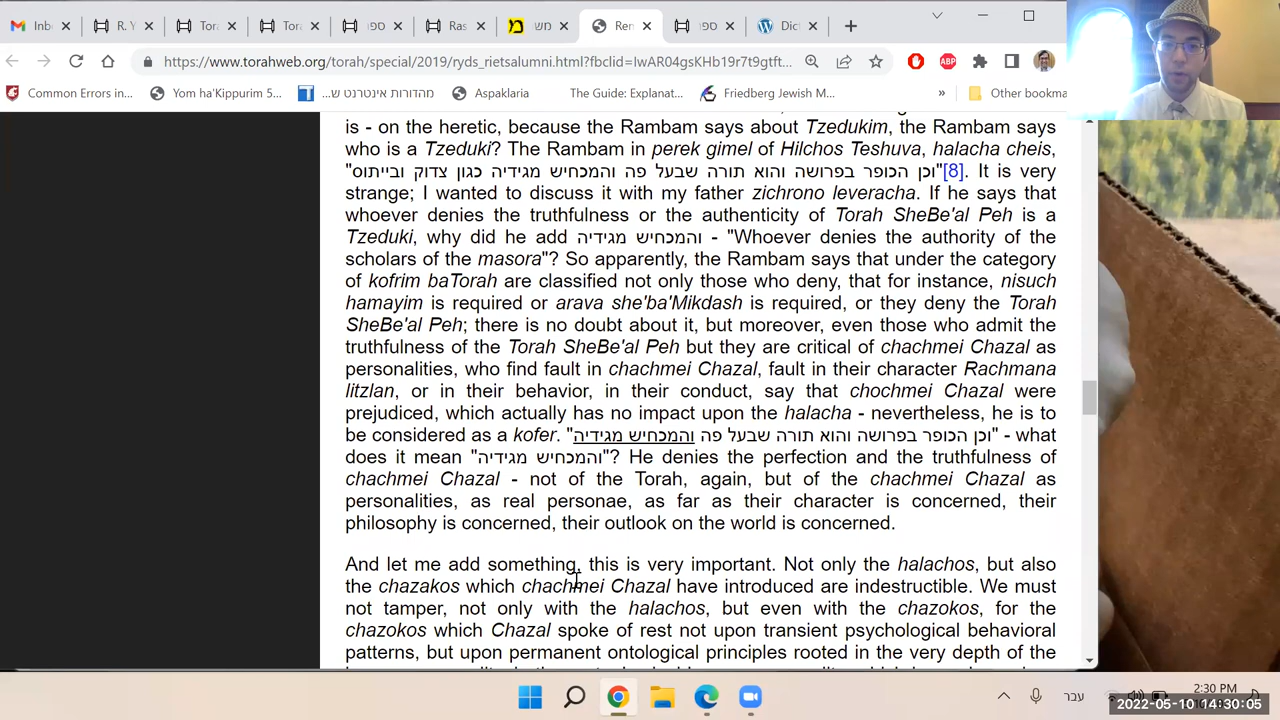 Inb
R. Y
Tora
Tora
ספו
Ras
מש
Ren
ספו
Dict
https://www.torahweb.org/torah/special/2019/ryds_rietsalumni.html?fbclid=IwAR04gsKHb19r7t9gtft...
Common Errors in...
Yom ha'Kippurim 5...
מהדורות אינטרנט ש...
Aspaklaria
The Guide: Explanat...
Friedberg Jewish M...
»
Other bookma
is - on the heretic, because the Rambam says about Tzedukim, the Rambam says
who is a Tzeduki? The Rambam in perek gimel of Hilchos Teshuva, halacha cheis,
"וכן הכופר בפרושה והוא תורה שבעל פה והמכחיש מגידיה כגון צדוק ובייתוס"[8]. It is very
strange; I wanted to discuss it with my father zichrono leveracha. If he says that
whoever denies the truthfulness or the authenticity of Torah SheBe'al Peh is a
Tzeduki, why did he add והמכחיש מגידיה - "Whoever denies the authority of the
scholars of the masora"? So apparently, the Rambam says that under the category
of kofrim baTorah are classified not only those who deny, that for instance, nisuch
hamayim is required or arava she'ba'Mikdash is required, or they deny the Torah
SheBe'al Peh; there is no doubt about it, but moreover, even those who admit the
truthfulness of the Torah SheBe'al Peh but they are critical of chachmei Chazal as
personalities, who find fault in chachmei Chazal, fault in their character Rachmana
litzlan, or in their behavior, in their conduct, say that chochmei Chazal were
prejudiced, which actually has no impact upon the halacha - nevertheless, he is to
be considered as a kofer. "וכן הכופר בפרושה והוא תורה שבעל פה והמכחיש מגידיה" - what
does it mean "והמכחיש מגידיה"? He denies the perfection and the truthfulness of
chachmei Chazal - not of the Torah, again, but of the chachmei Chazal as
personalities, as real personae, as far as their character is concerned, their
philosophy is concerned, their outlook on the world is concerned.
And let me add something, this is very important. Not only the halachos, but also
the chazakos which chachmei Chazal have introduced are indestructible. We must
not tamper, not only with the halachos, but even with the chazokos, for the
chazokos which Chazal spoke of rest not upon transient psychological behavioral
patterns, but upon permanent ontological principles rooted in the very depth of the
עבר
2:30 PM
2022-05-10 14:30:05